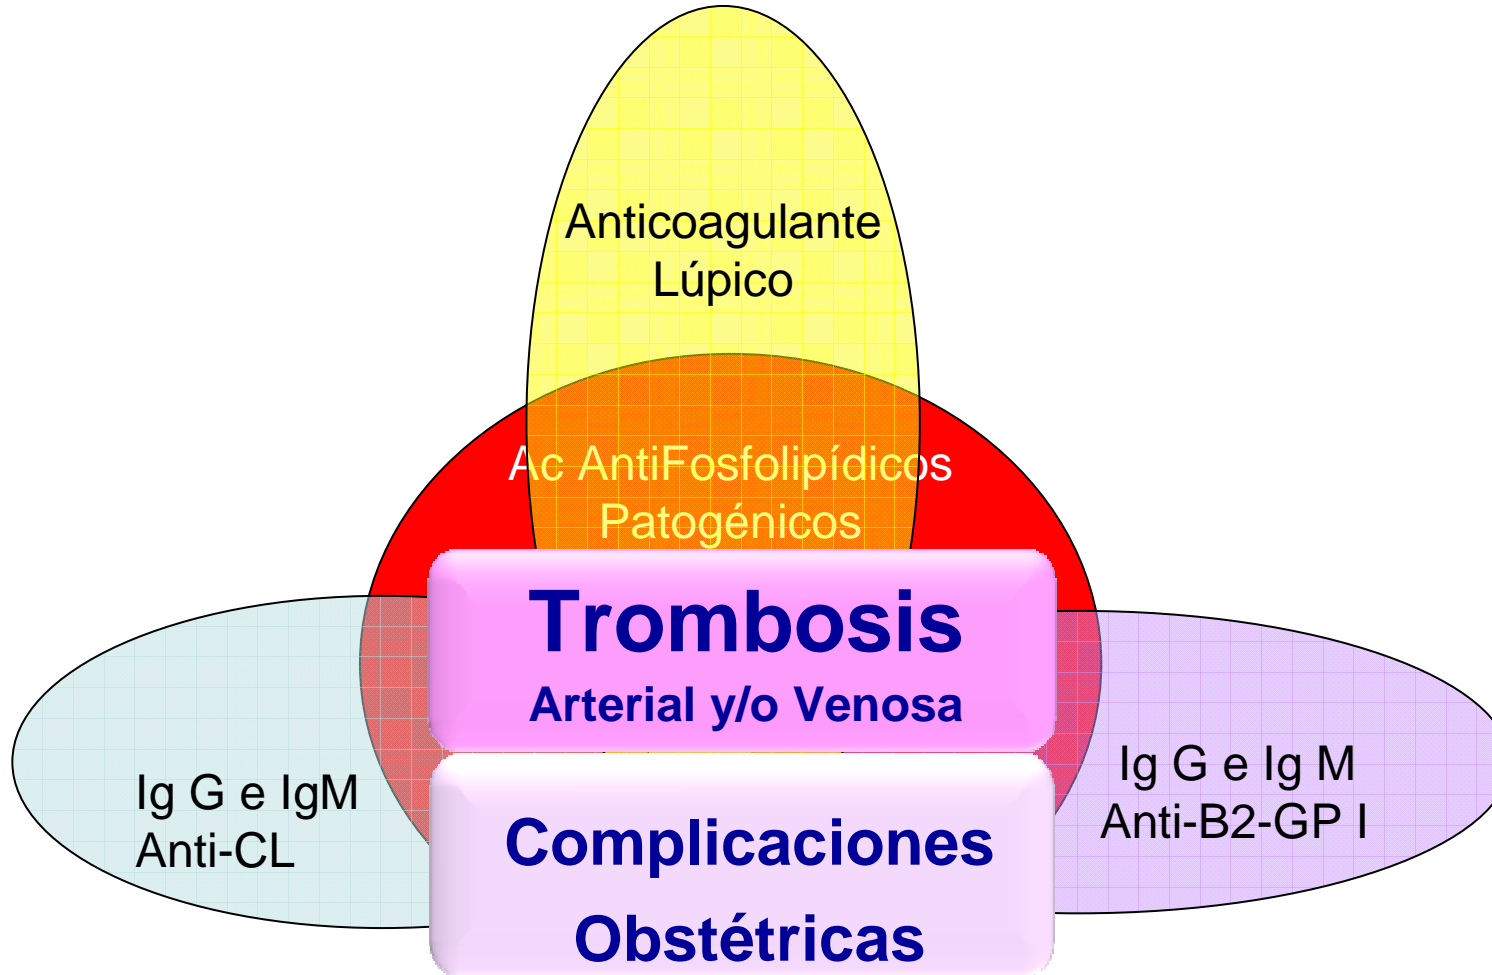 Anticoagulante
Lúpico
Ac AntiFosfolipídicos
Patogénicos
Trombosis
Arterial y/o Venosa
Ig G e IgM
Anti-CL
Ig G e Ig M
Anti-B2-GP I
Complicaciones
Obstétricas